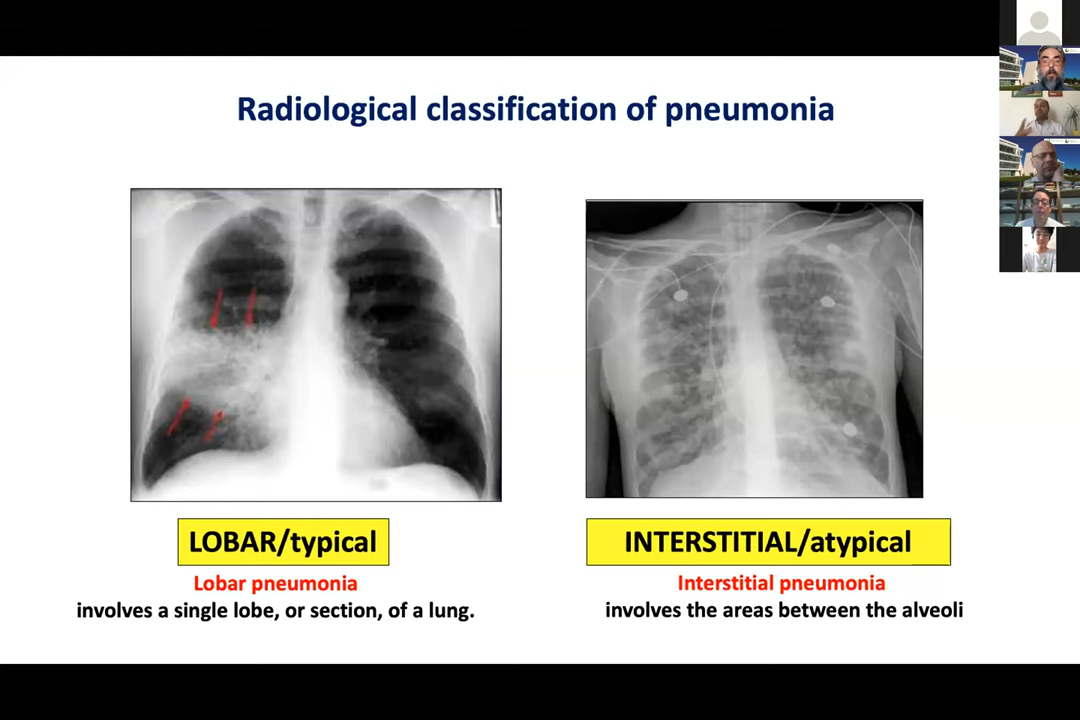 Radiological classification of pneumonia
LOBAR/typical
Lobar pneumonia
involves a single lobe, or section, of a lung.
INTERSTITIAL/atypical
Interstitial pneumonia
involves the areas between the alveoli